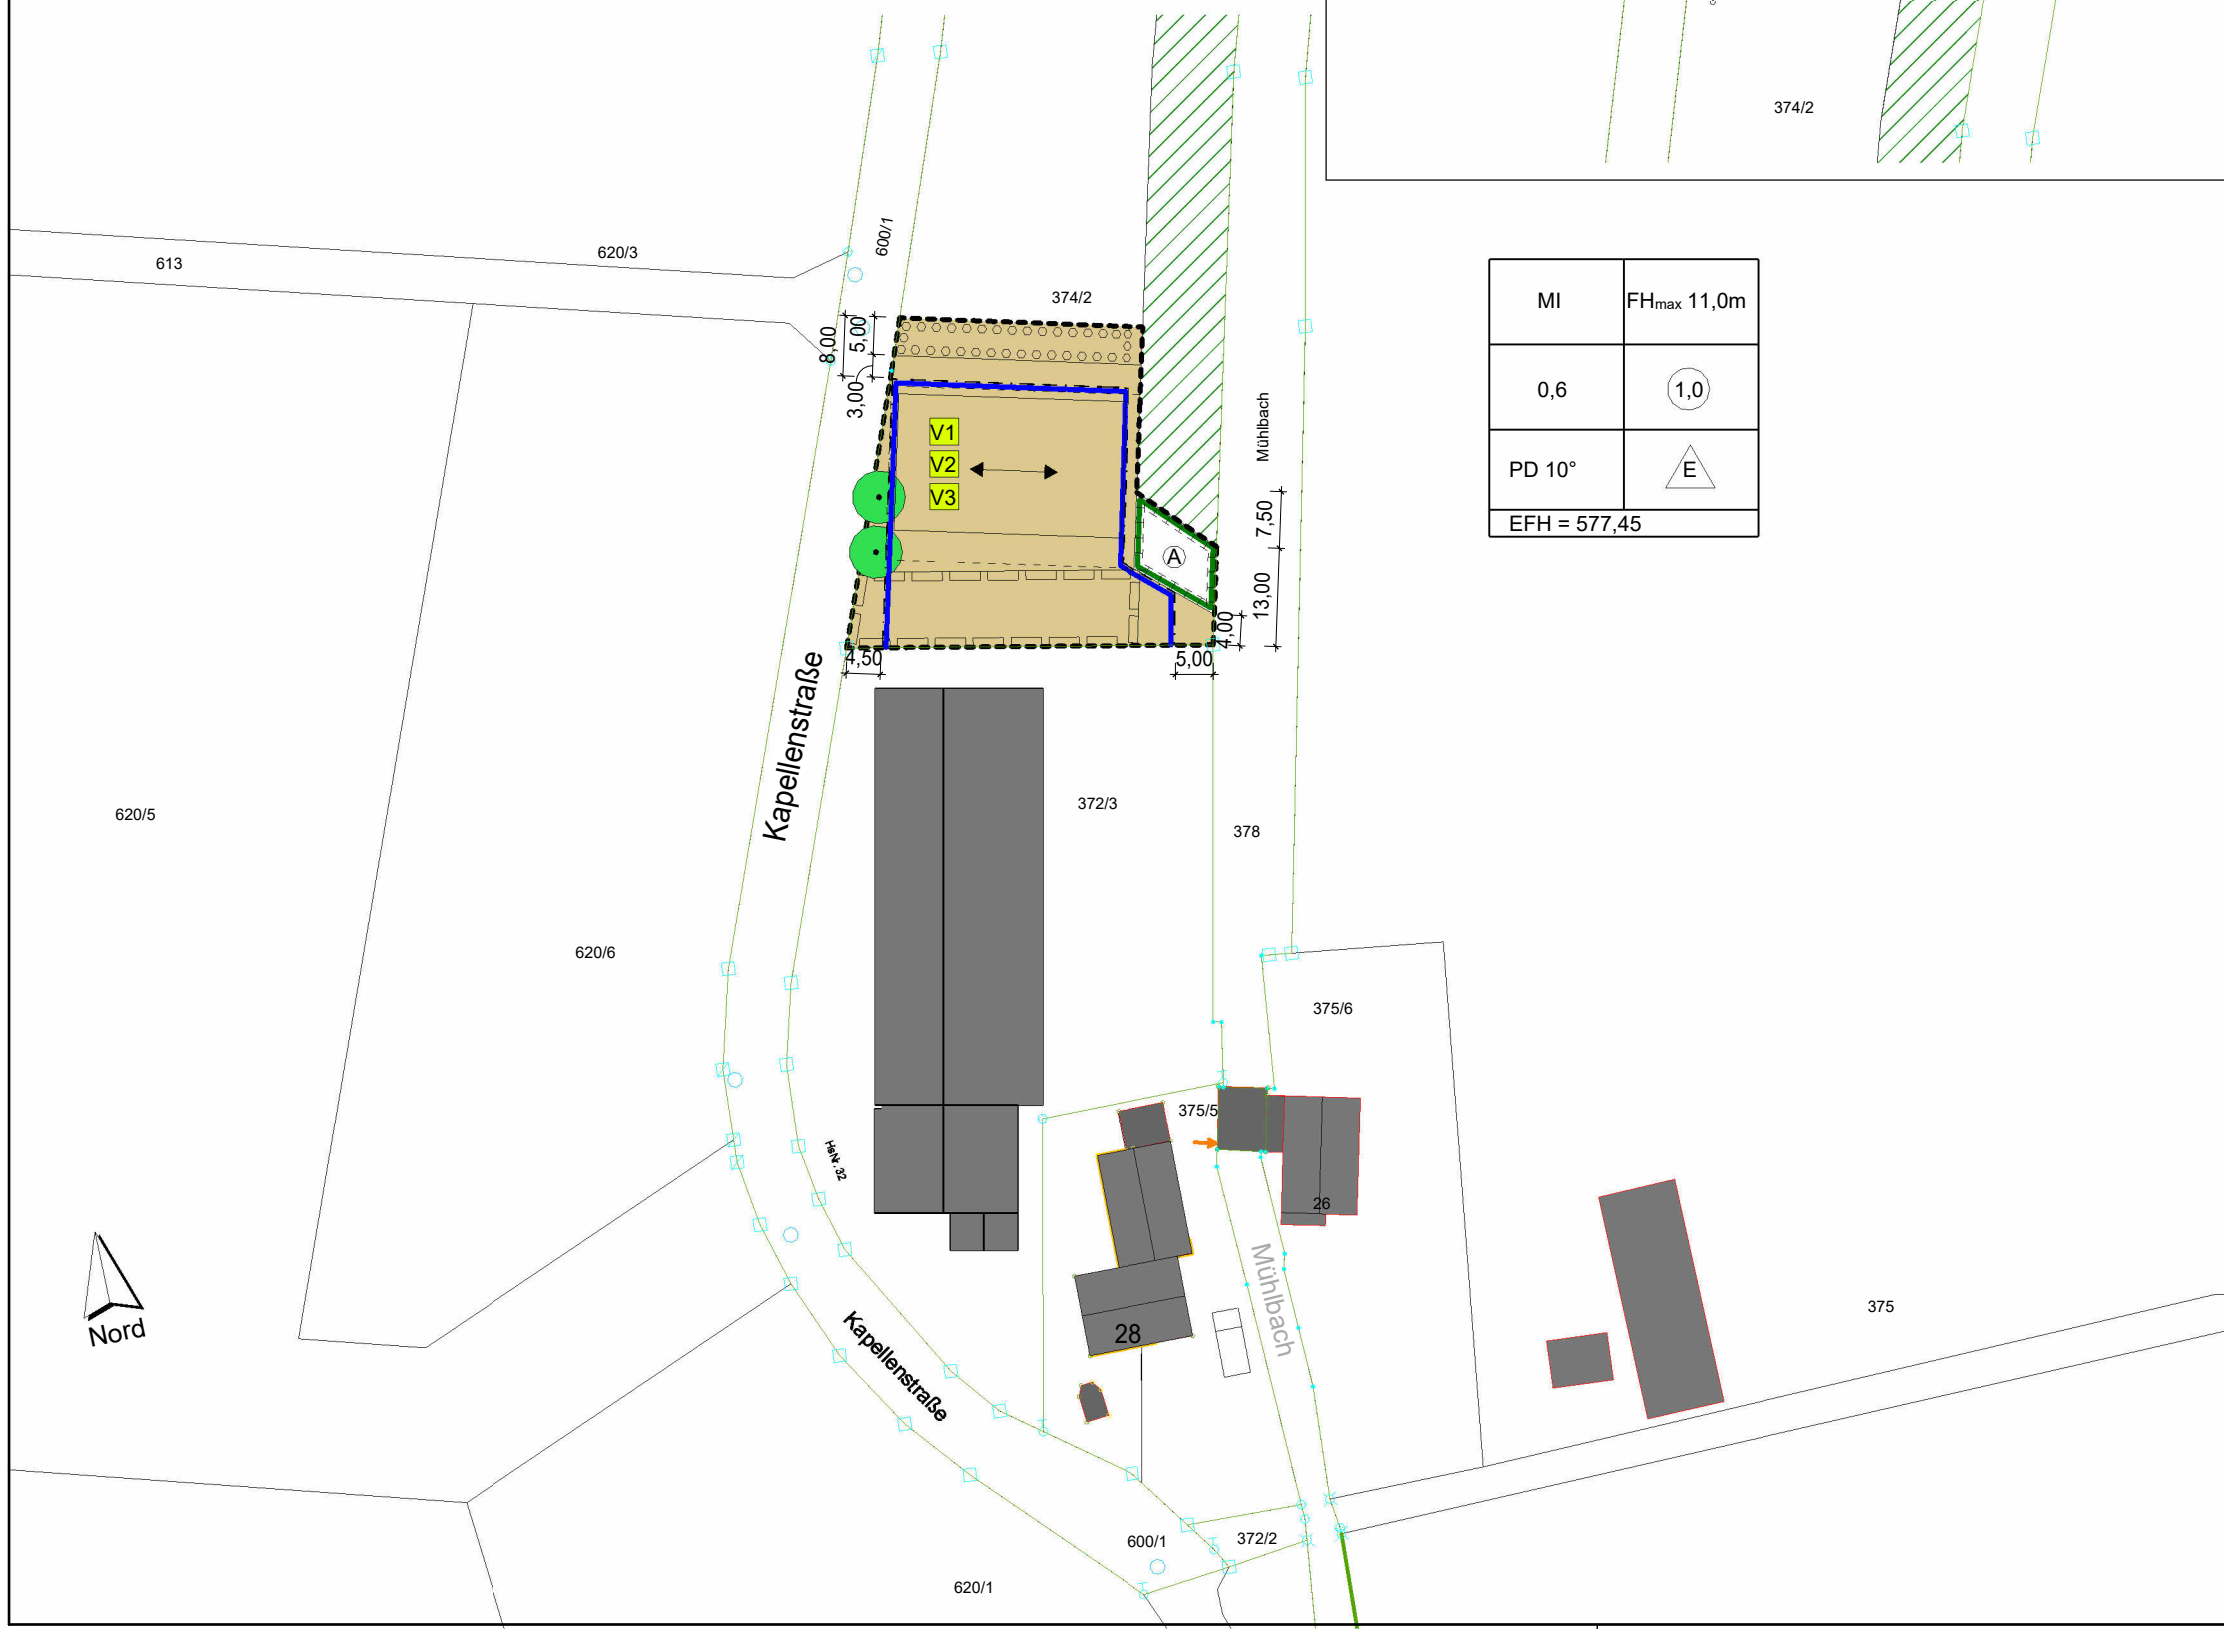 374/2
600/1
620/3
613
374/2
8,00
5,00
3,00
MI
FHmax 11,0m
0,6
1,0
PD 10°
E
EFH = 577,45
V1
V2
V3
Mühlbach
7,50
A
13,00
4,00
4,50
5,00
Kapellenstraße
372/3
620/5
378
620/6
375/6
375/5
HsNr. 32
26
Mühlbach
375
Nord
28
Kapellenstraße
600/1
372/2
620/1